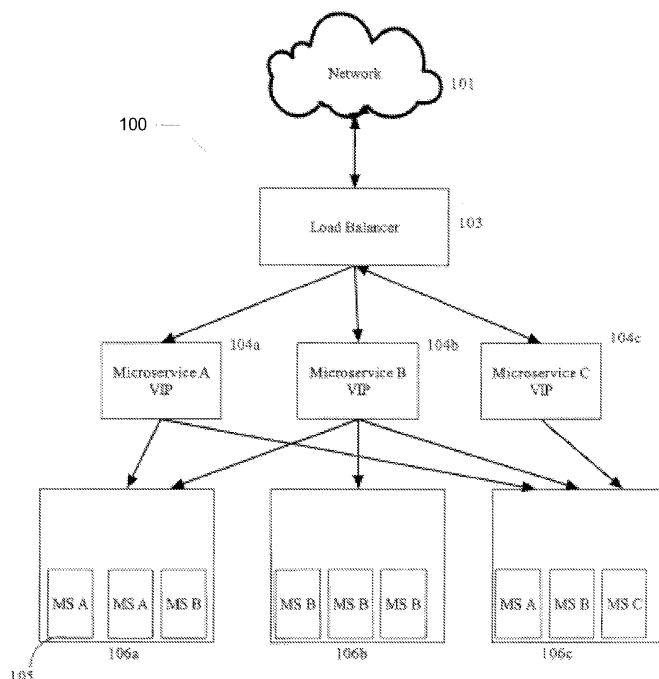 Network
101
100
Load Balancer
103
104a
104b
104c
Microservice A
VIP
Microservice B
VIP
Microservice C
VIP
MS A
MS A
MS B
MS B
MS B
MS B
MS A
MS B
MS C
105
106a
106b
106c